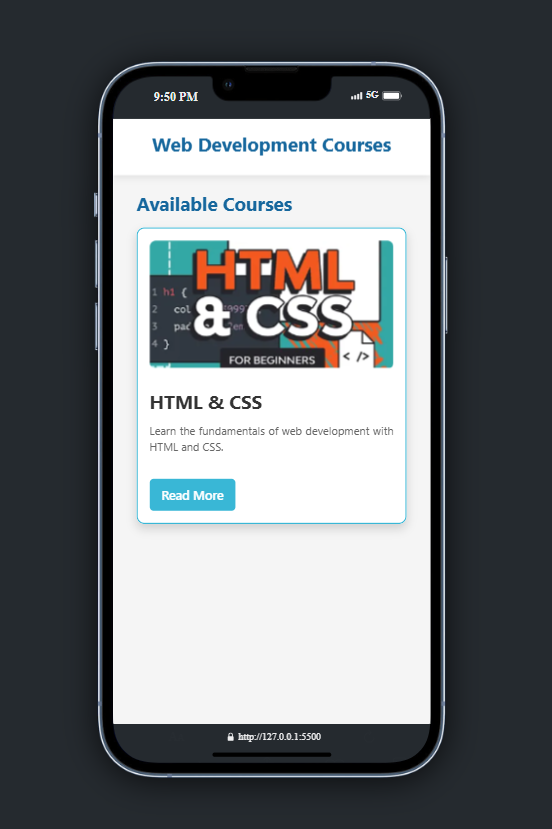 9:50 PM
5G
Web Development Courses
Available Courses
HTML
1 h1 {
2 col
3 pad
4 }
& CSS
FOR BEGINNERS
</>
HTML & CSS
Learn the fundamentals of web development with
HTML and CSS.
Read More
http://127.0.0.1:5500